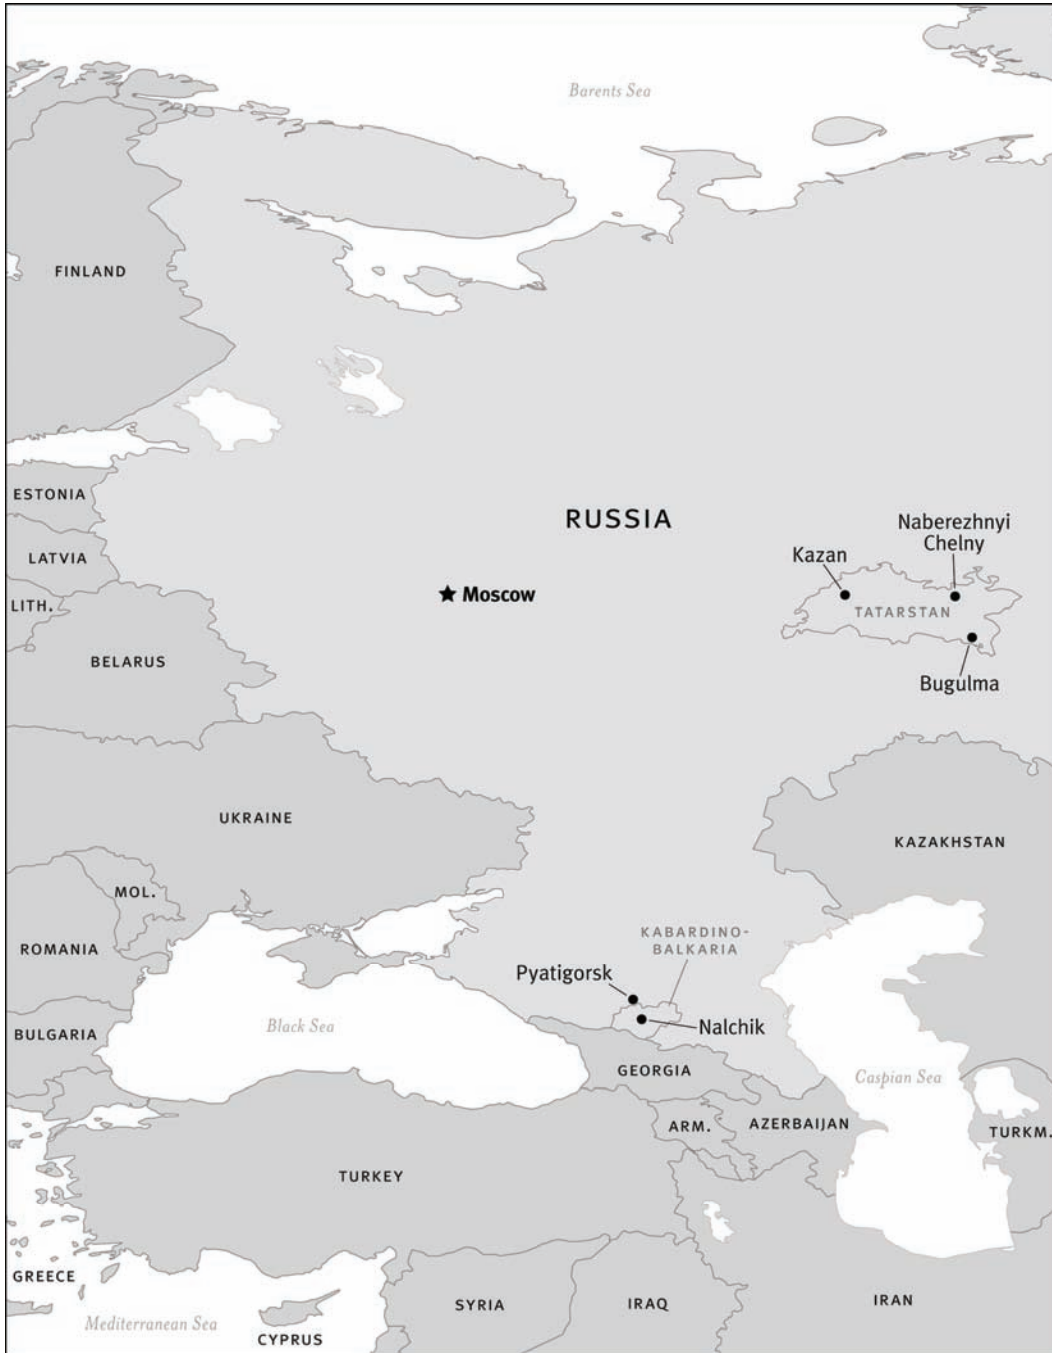 Barents Sea
FINLAND
ESTONIA
RUSSIA
Naberezhnyi
Chelny
LATVIA
Kazan
LITH.
Moscow
TATARSTAN
BELARUS
Bugulma
UKRAINE
KAZAKHSTAN
MOL.
ROMANIA
KABARDINO-
BALKARIA
Pyatigorsk
Black Sea
Nalchik
BULGARIA
GEORGIA
Caspian Sea
ARM.
AZERBAIJAN
TURKM.
TURKEY
GREECE
SYRIA
IRAQ
IRAN
Mediterranean Sea
CYPRUS